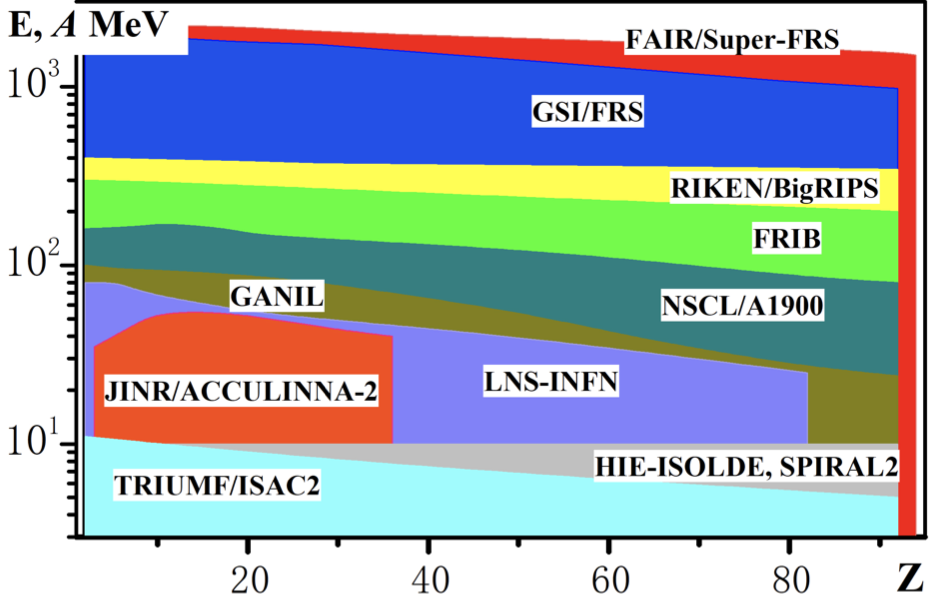 E, A MeV
FAIR/Super-FRS
10³
GSI/FRS
RIKEN/BigRIPS
FRIB
10²
GANIL
NSCL/A1900
JINR/ACCULINNA-2
LNS-INFN
10¹
HIE-ISOLDE, SPIRAL2
TRIUMF/ISAC2
20 40 60 80 Z